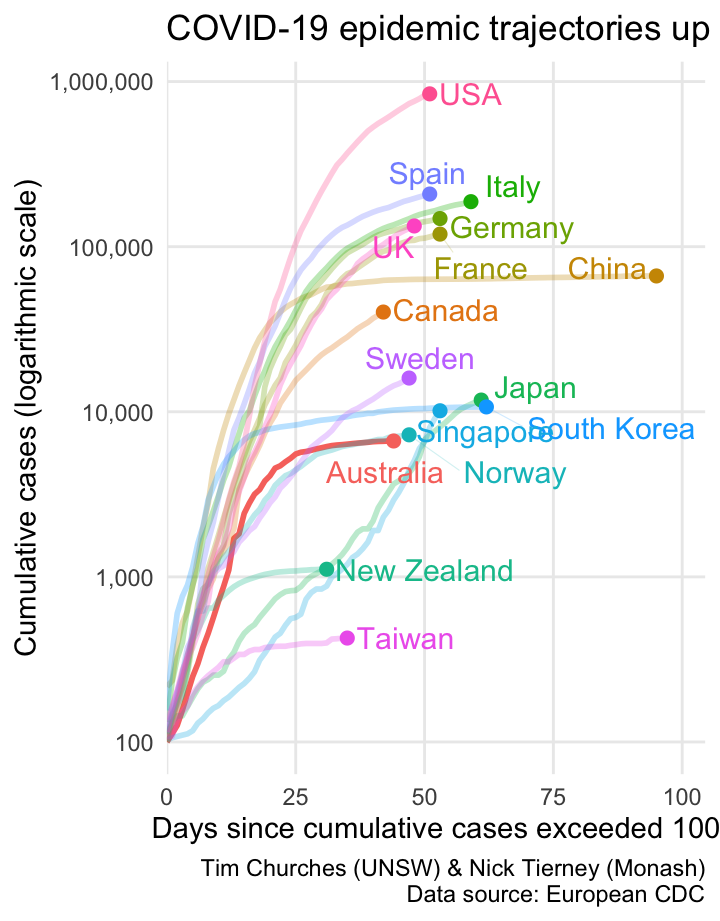 COVID-19 epidemic trajectories up
Cumulative cases (logarithmic scale)
1,000,000
100,000
10,000
1,000
100
USA
Spain
Italy
Germany
UK
France
China
Canada
Sweden
Japan
Singapore
South Korea
Australia
Norway
New Zealand
Taiwan
0 25 50 75 100
Days since cumulative cases exceeded 100
Tim Churches (UNSW) & Nick Tierney (Monash)
Data source: European CDC